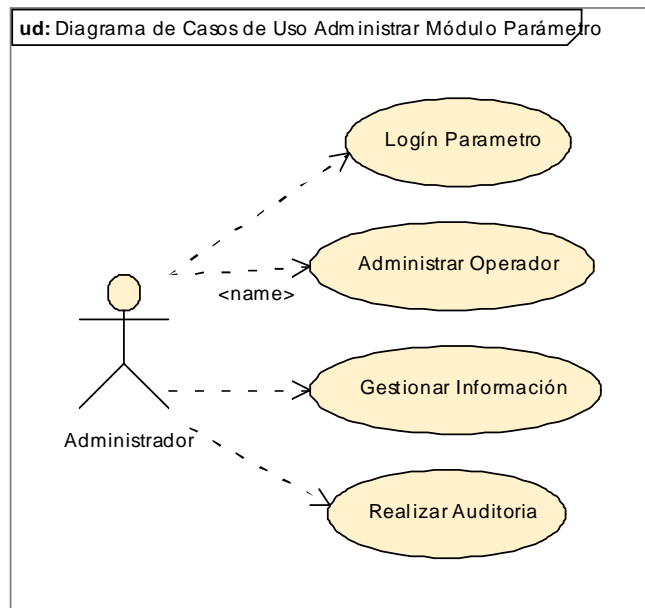 ud: Diagrama de Casos de Uso Administrar Módulo Parámetro
Logín Parametro
Administrar Operador
<name>
Gestionar Información
Administrador
Realizar Auditoria